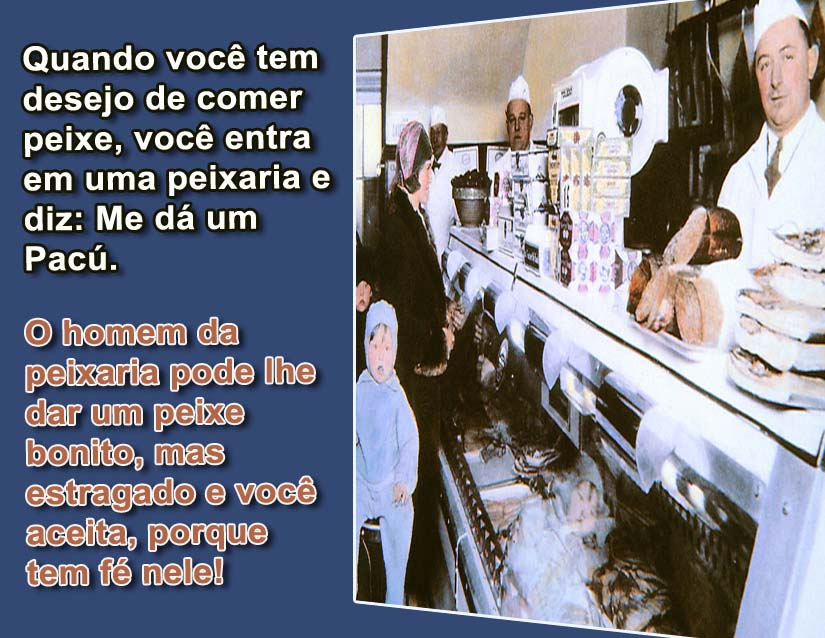 Quando você tem
desejo de comer
peixe, você entra
em uma peixaria e
diz: Me dá um
Pacú.
O homem da
peixaria pode lhe
dar um peixe
bonito, mas
estragado e você
aceita, porque
tem fé nele!